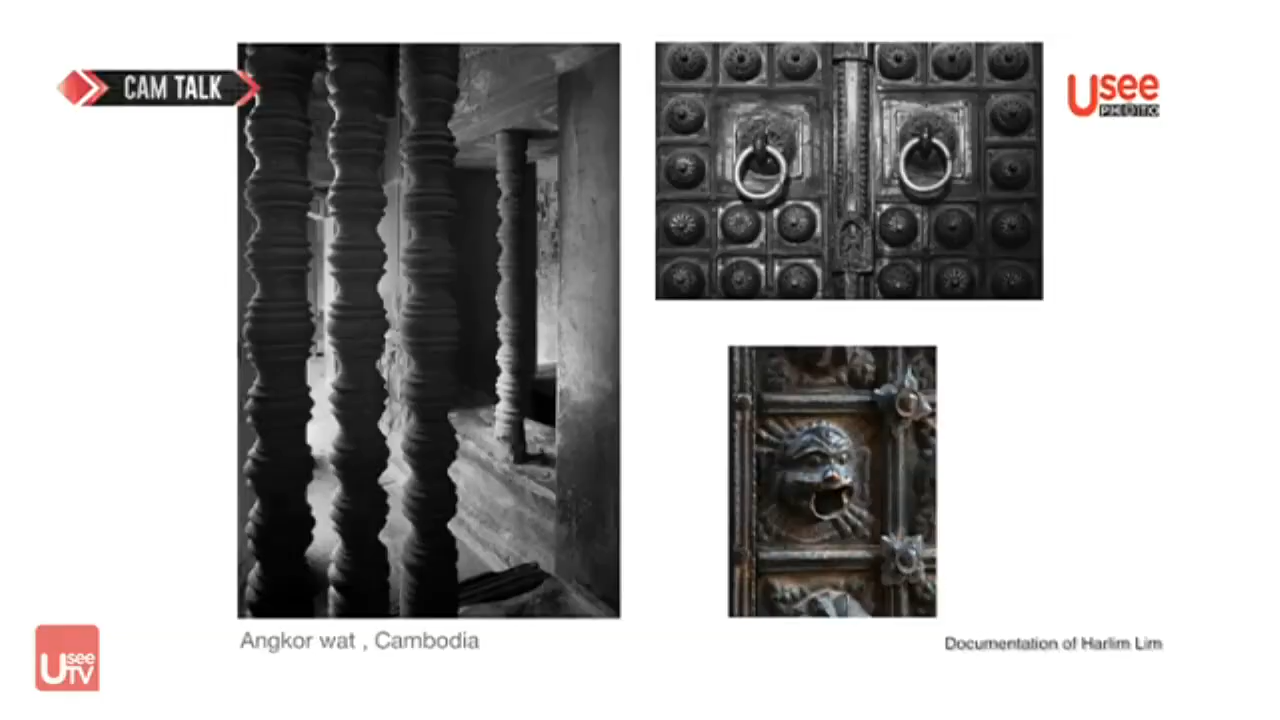 CAM TALK
Usee
PHOTO
Angkor wat , Cambodia
Documentation of Harlim Lim
Usee
TV